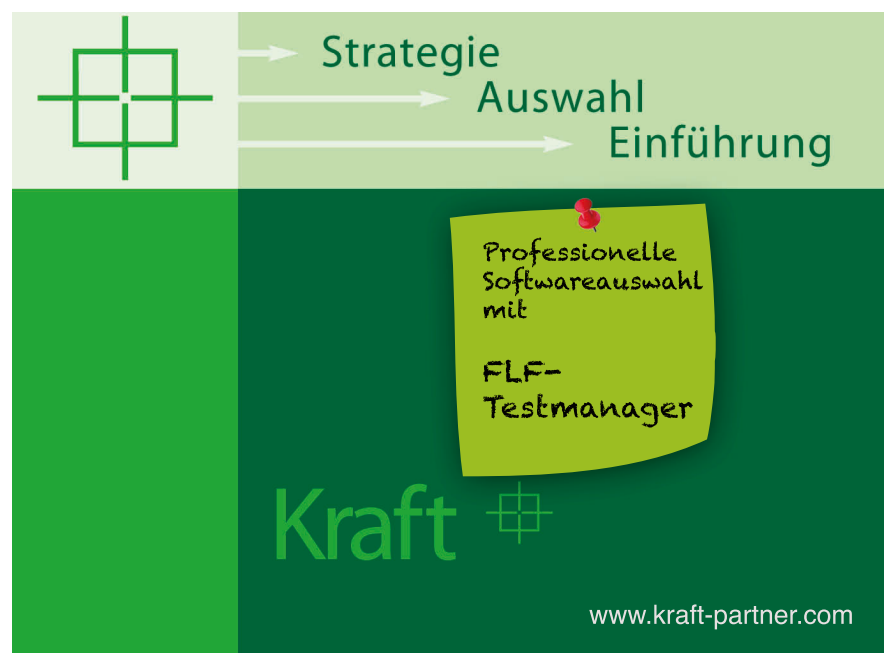 Strategie
Auswahl
Einführung
Professionelle
Softwareauswahl
mit
FLF-
Testmanager
Kraft
www.kraft-partner.com